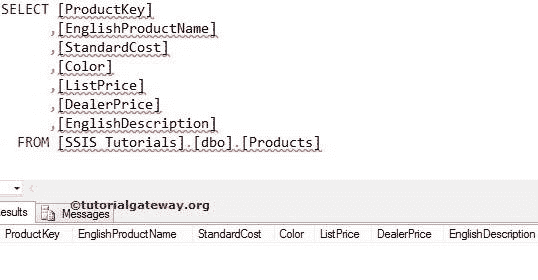 SELECT [ProductKey]
,[EnglishProductName]
,[StandardCost]
,[Color]
,[ListPrice]
,[DealerPrice]
,[EnglishDescription]
FROM [SSIS Tutorials].[dbo].[Products]
©tutorialgateway.org
esults Messages
ProductKey EnglishProductName StandardCost Color ListPrice DealerPrice EnglishDescription